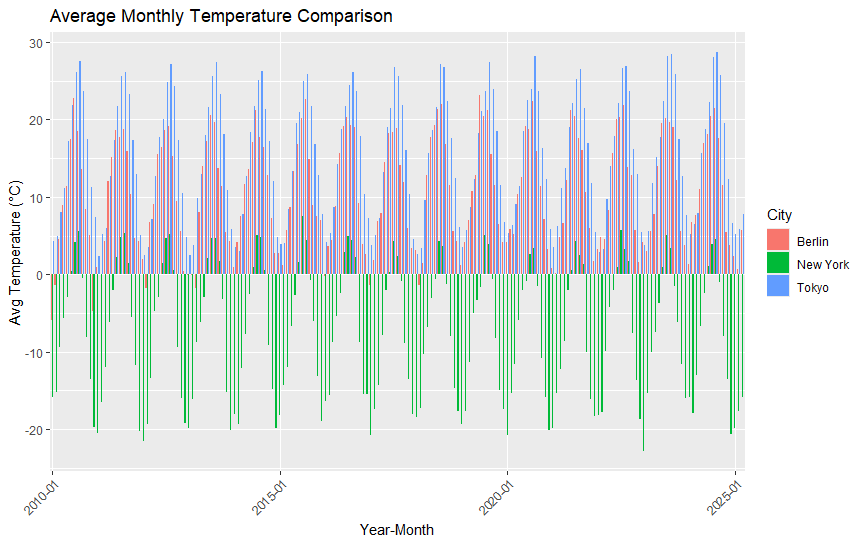 Average Monthly Temperature Comparison
30
20
10
0
-10
-20
Avg Temperature (°C)
2010-01
2015-01
2020-01
2025-01
Year-Month
City
Berlin
New York
Tokyo